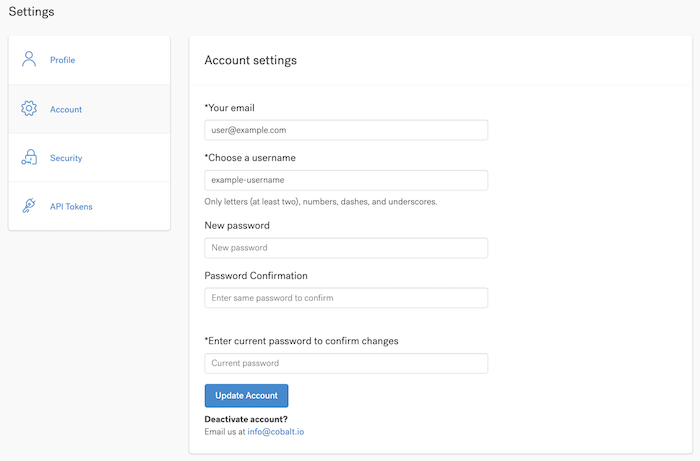 Settings
Profile
Account
Security
API Tokens
Account settings
*Your email
user@example.com
*Choose a username
example-username
Only letters (at least two), numbers, dashes, and underscores.
New password
New password
Password Confirmation
Enter same password to confirm
*Enter current password to confirm changes
Current password
Update Account
Deactivate account?
Email us at info@cobalt.io